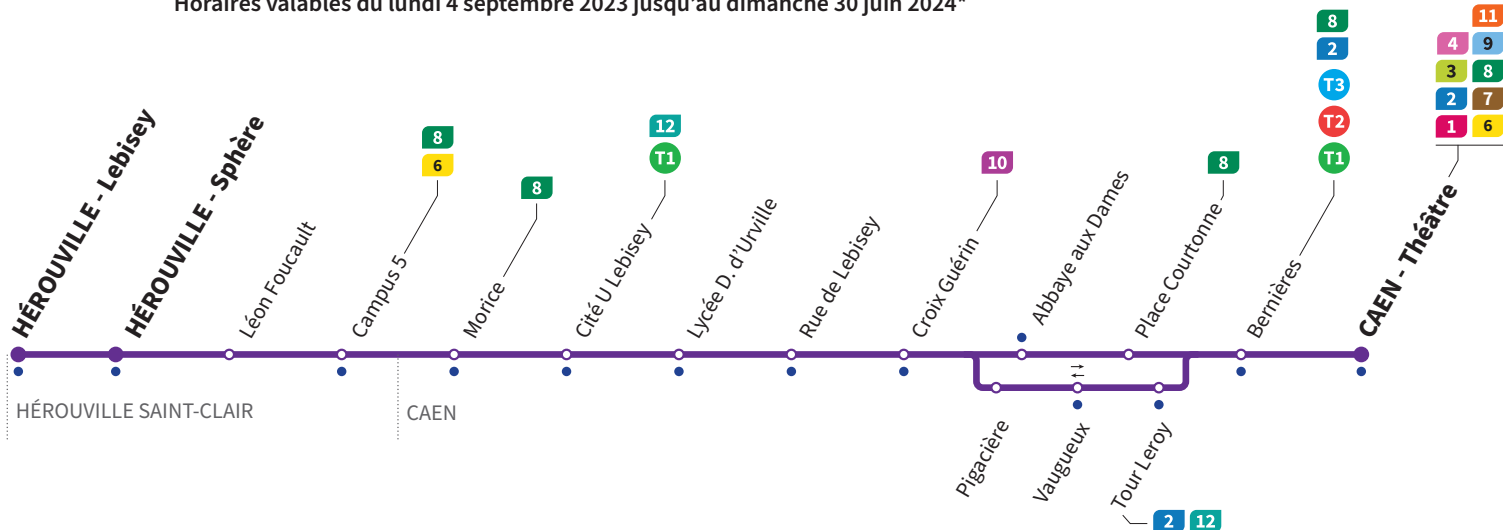 Horaires valables du lundi 4 septembre 2023 jusqu'au dimanche 30 juin 2024*
HÉROUVILLE - Lebisey
HÉROUVILLE - Sphère
Léon Foucault
Campus 5
8
6
Morice
8
Cité U Lebisey
12
T1
Lycée D. d'Urville
Rue de Lebisey
Croix Guérin
10
Abbaye aux Dames
Place Courtonne
8
Bernières
8
2
T3
T2
T1
CAEN - Théâtre
11
4 9
3 8
2 7
1 6
HÉROUVILLE SAINT-CLAIR
CAEN
Pigacière
Vaugueux
Tour Leroy
2 12